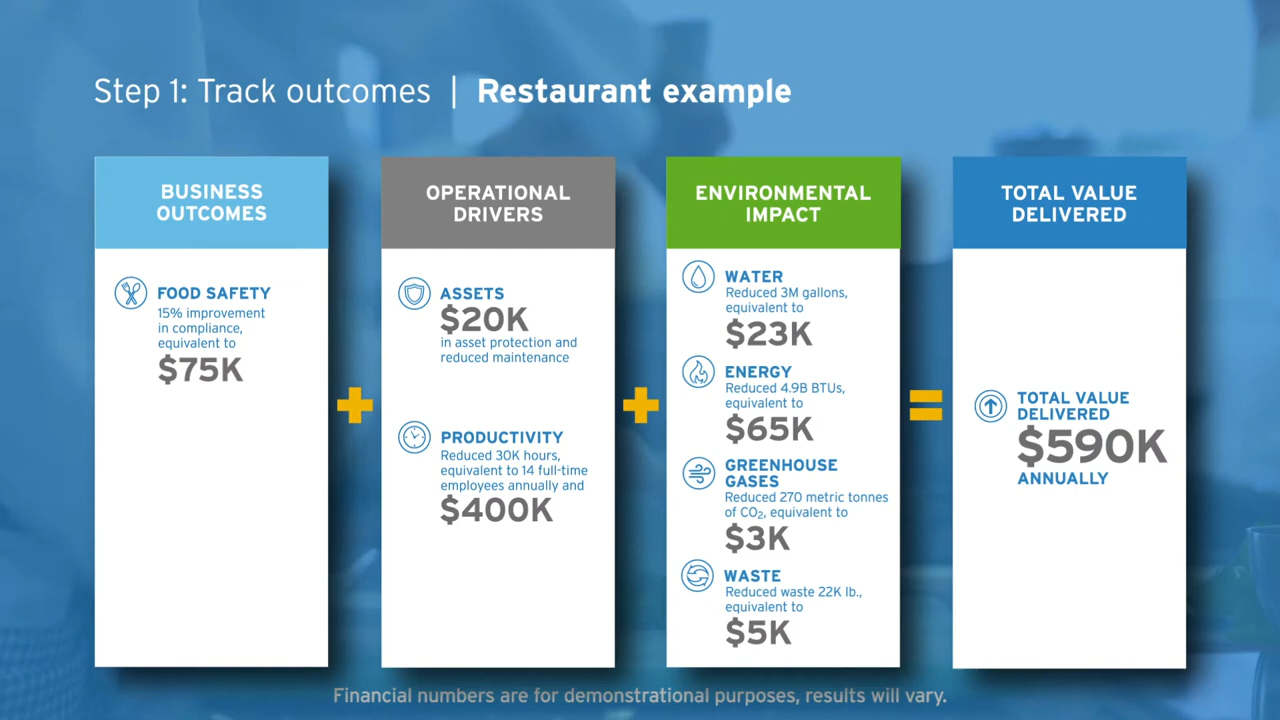 Step 1: Track outcomes | Restaurant example
BUSINESS
OUTCOMES
FOOD SAFETY
15% improvement
in compliance,
equivalent to
$75K
OPERATIONAL
DRIVERS
ASSETS
$20K
in asset protection and
reduced maintenance
PRODUCTIVITY
Reduced 30K hours,
equivalent to 14 full-time
employees annually and
$400K
ENVIRONMENTAL
IMPACT
WATER
Reduced 3M gallons,
equivalent to
$23K
ENERGY
Reduced 4.9B BTUs,
equivalent to
$65K
GREENHOUSE
GASES
Reduced 270 metric tonnes
of CO₂, equivalent to
$3K
WASTE
Reduced waste 22K lb.,
equivalent to
$5K
TOTAL VALUE
DELIVERED
TOTAL VALUE
DELIVERED
$590K
ANNUALLY
Financial numbers are for demonstrational purposes, results will vary.